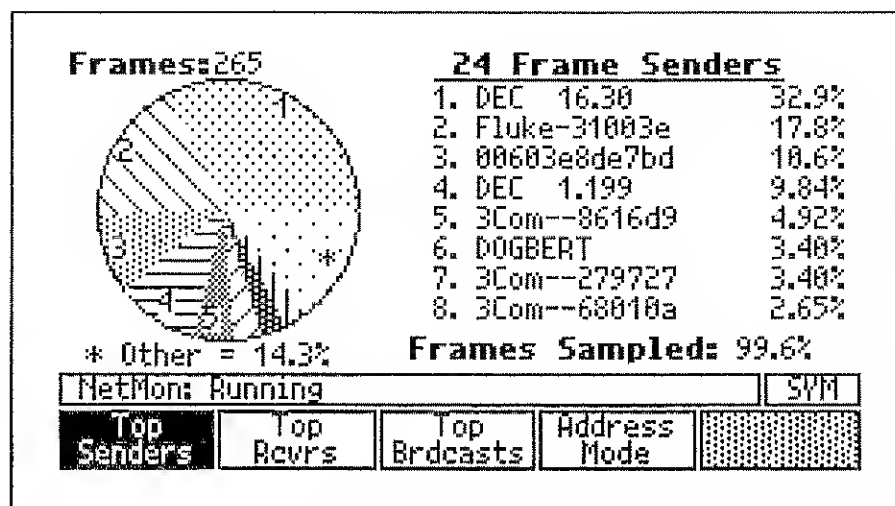 Frames:265
24 Frame Senders
1. DEC 16.30 32.9%
2. Fluke-31003e 17.8%
3. 00603e8de7bd 10.6%
4. DEC 1.199 9.84%
5. 3Com--8616d9 4.92%
6. DOGBERT 3.40%
7. 3Com--279727 3.40%
8. 3Com--68010a 2.65%
1
2
3
4
5
*
* Other = 14.3%
Frames Sampled: 99.6%
NetMon: Running
SYM
Top Senders
Top Rcvrs
Top Brdcasts
Address Mode